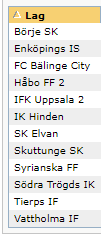 Lag
Börje SK
Enköpings IS
FC Bälinge City
Håbo FF 2
IFK Uppsala 2
IK Hinden
SK Elvan
Skuttunge SK
Syrianska FF
Södra Trögds IK
Tierps IF
Vattholma IF